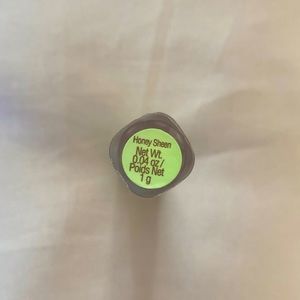 Honey Sheen
Net Wt.
0.04 oz/
Poids Net
1 g